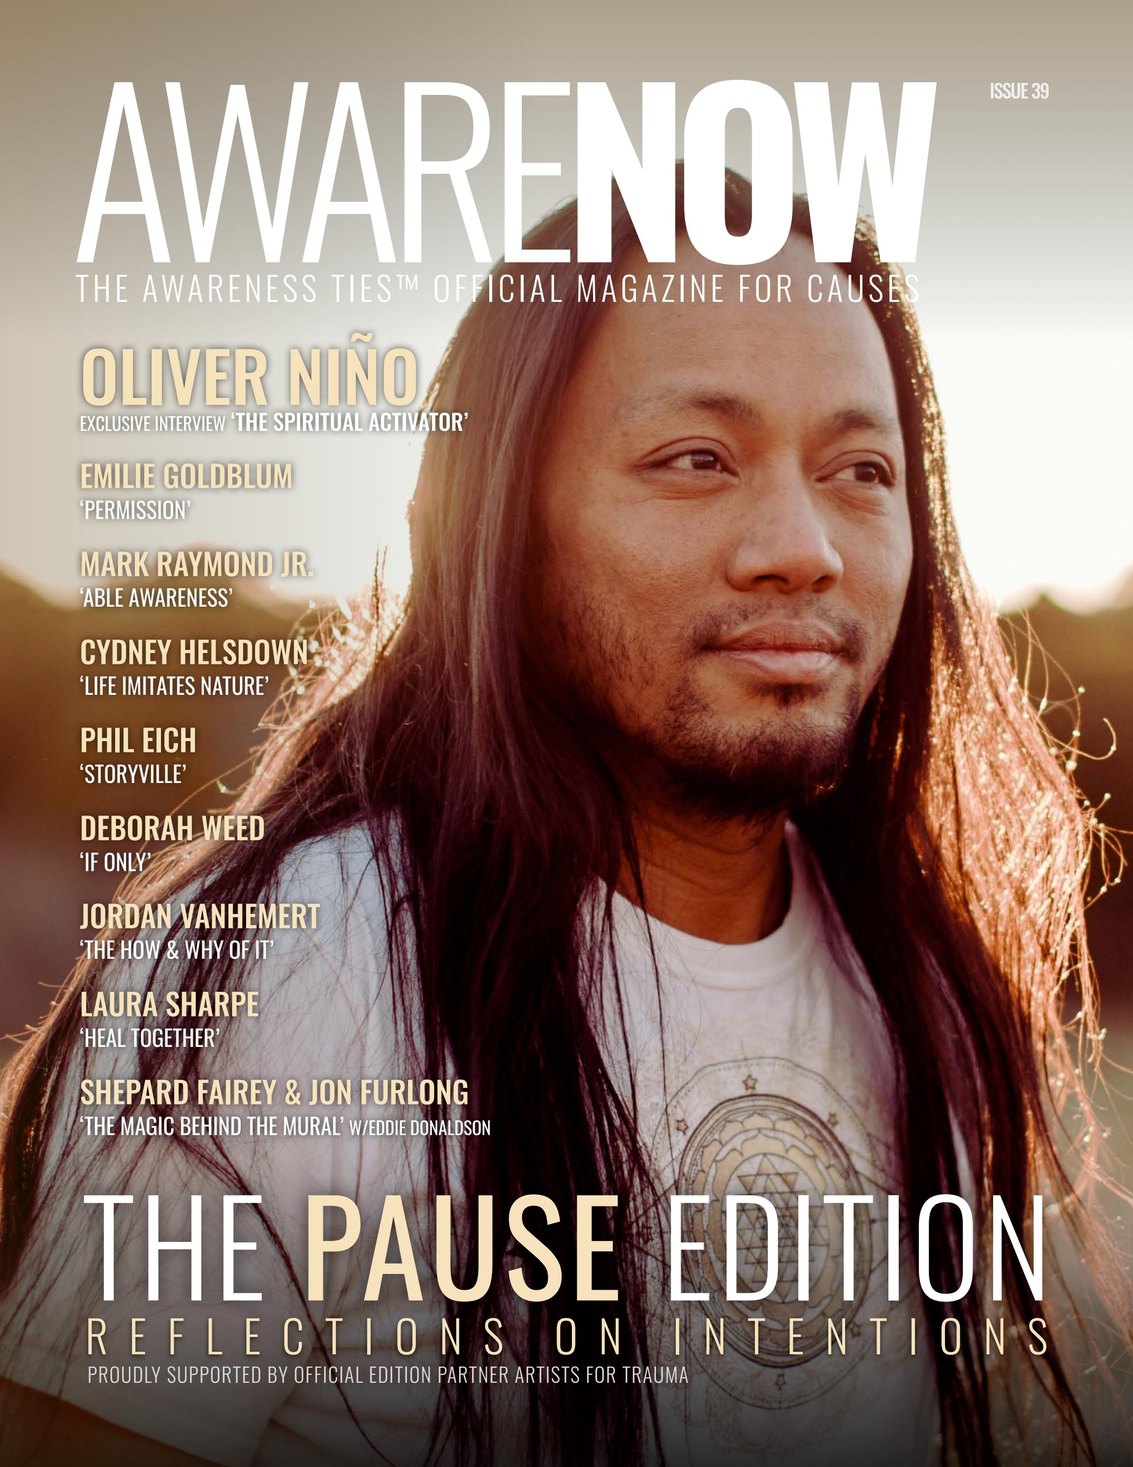 AWARENOW
ISSUE 39
THE AWARENESS TIES™ OFFICIAL MAGAZINE FOR CAUSES
OLIVER NIÑO
EXCLUSIVE INTERVIEW ‘THE SPIRITUAL ACTIVATOR’
EMILIE GOLDBLUM
‘PERMISSION’
MARK RAYMOND JR.
‘ABLE AWARENESS’
CYDNEY HELSDOWN
‘LIFE IMITATES NATURE’
PHIL EICH
‘STORYVILLE’
DEBORAH WEED
‘IF ONLY’
JORDAN VANHEMERT
‘THE HOW & WHY OF IT’
LAURA SHARPE
‘HEAL TOGETHER’
SHEPARD FAIREY & JON FURLONG
‘THE MAGIC BEHIND THE MURAL’ W/EDDIE DONALDSON
THE PAUSE EDITION
REFLECTIONS ON INTENTIONS
PROUDLY SUPPORTED BY OFFICIAL EDITION PARTNER ARTISTS FOR TRAUMA